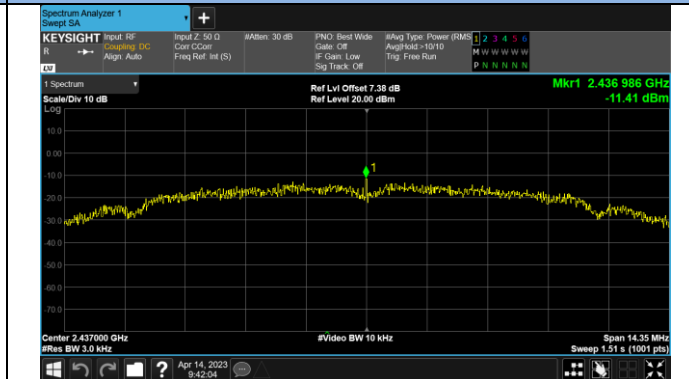 Spectrum Analyzer 1
Swept SA
KEYSIGHT
R
LXI
Input: RF
Coupling: DC
Align: Auto
Input Z: 50 Ω
Corr CCorr
Freq Ref: Int (S)
#Atten: 30 dB
PNO: Best Wide
Gate: Off
IF Gain: Low
Sig Track: Off
#Avg Type: Power (RMS
Avg|Hold:>10/10
Trig: Free Run
1 2 3 4 5 6
M W W W W W
P N N N N N
1 Spectrum
Scale/Div 10 dB
Log
Ref Lvl Offset 7.38 dB
Ref Level 20.00 dBm
Mkr1 2.436 986 GHz
-11.41 dBm
10.0
0.00
-10.0
-20.0
-30.0
-40.0
-50.0
-60.0
-70.0
1
Center 2.437000 GHz
#Res BW 3.0 kHz
#Video BW 10 kHz
Span 14.35 MHz
Sweep 1.51 s (1001 pts)
?
Apr 14, 2023
9:42:04